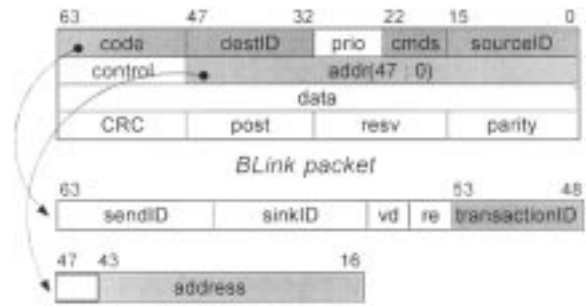 63 47 32 22 15 0
code destID prio cmds sourceID
control addr(47 : 0)
data
CRC post resv parity
BLink packet
63 53 48
sendID sinkID vd re transactionID
47 43 16
address